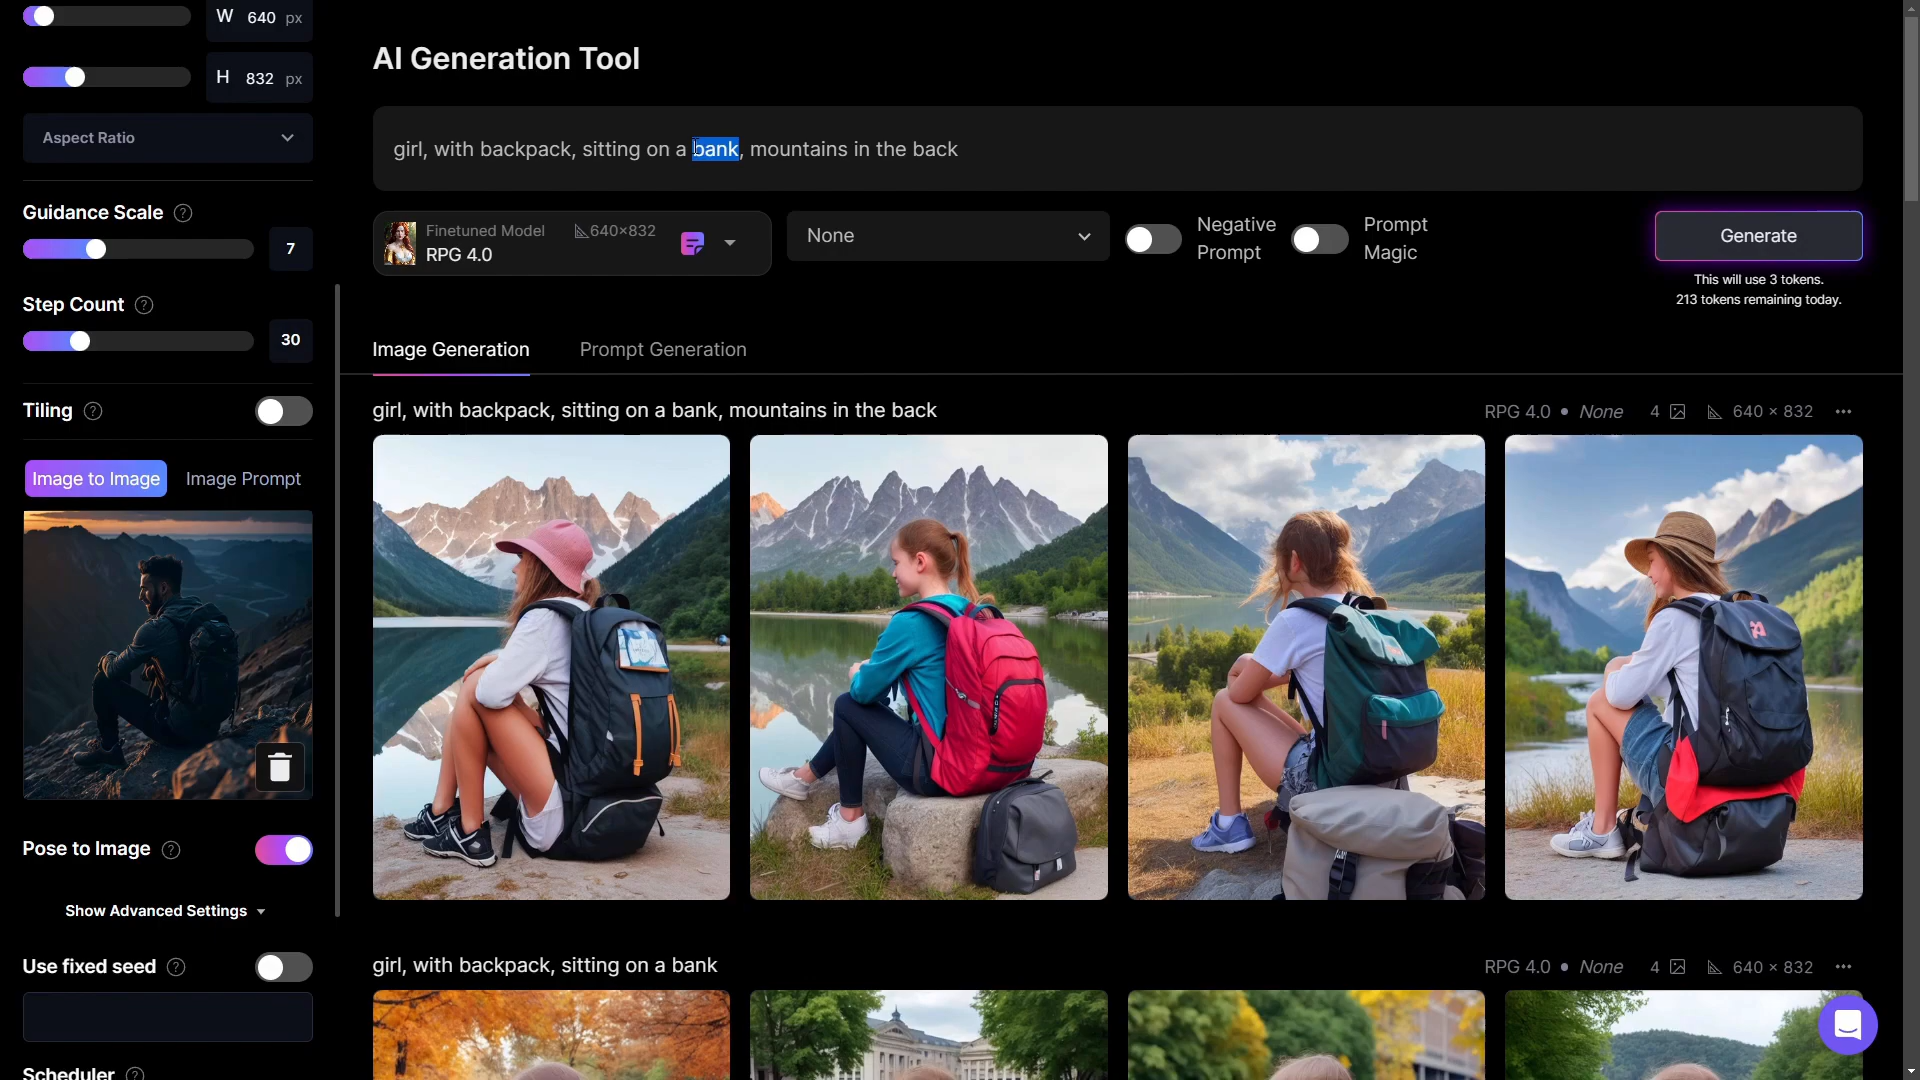 W 640 px
H 832 px
Aspect Ratio
Guidance Scale ?
7
Step Count ?
30
Tiling ?
Image to Image Image Prompt
Pose to Image ?
Show Advanced Settings
Use fixed seed ?
Scheduler ?
AI Generation Tool
girl, with backpack, sitting on a bank, mountains in the back
Finetuned Model 640×832
RPG 4.0
None
Negative
Prompt
Prompt
Magic
Generate
This will use 3 tokens.
213 tokens remaining today.
Image Generation Prompt Generation
girl, with backpack, sitting on a bank, mountains in the back
RPG 4.0 • None 4 640 × 832 •••
girl, with backpack, sitting on a bank
RPG 4.0 • None 4 640 × 832 •••